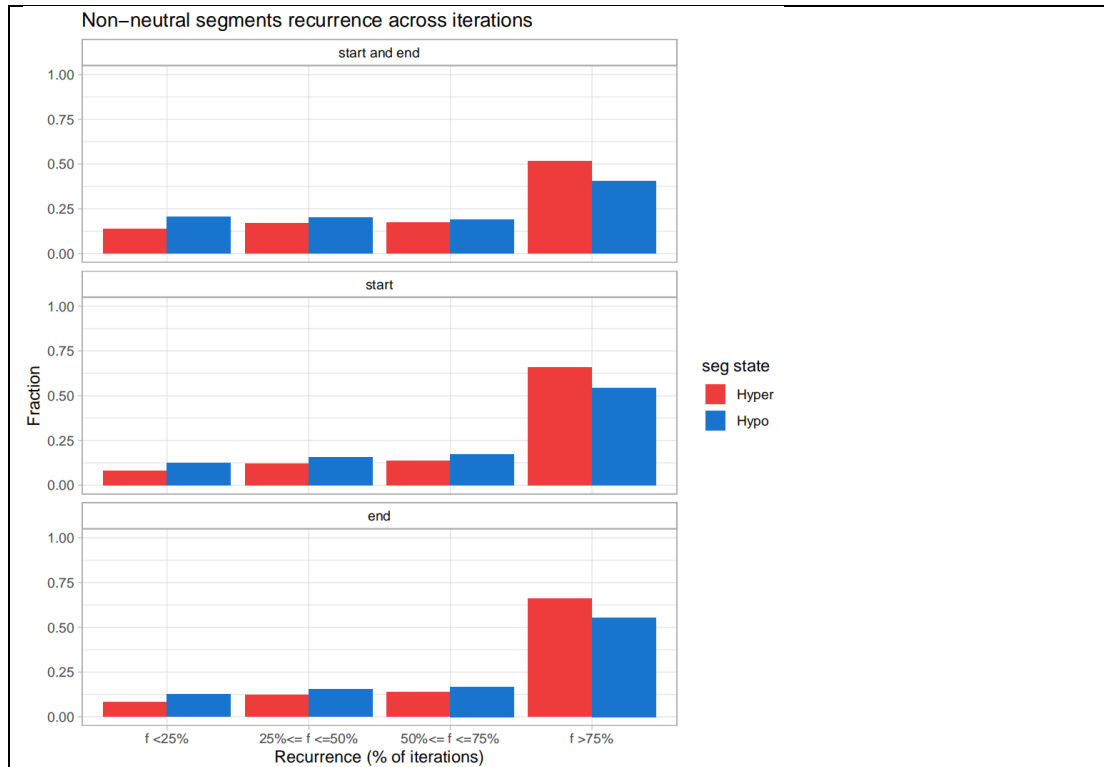 Non−neutral segments recurrence across iterations
start and end
1.00
0.75
0.50
0.25
0.00
start
1.00
0.75
0.50
0.25
0.00
end
1.00
0.75
0.50
0.25
0.00
Fraction
f <25%
25%<= f <=50%
50%<= f <=75%
f >75%
Recurrence (% of iterations)
seg state
Hyper
Hypo